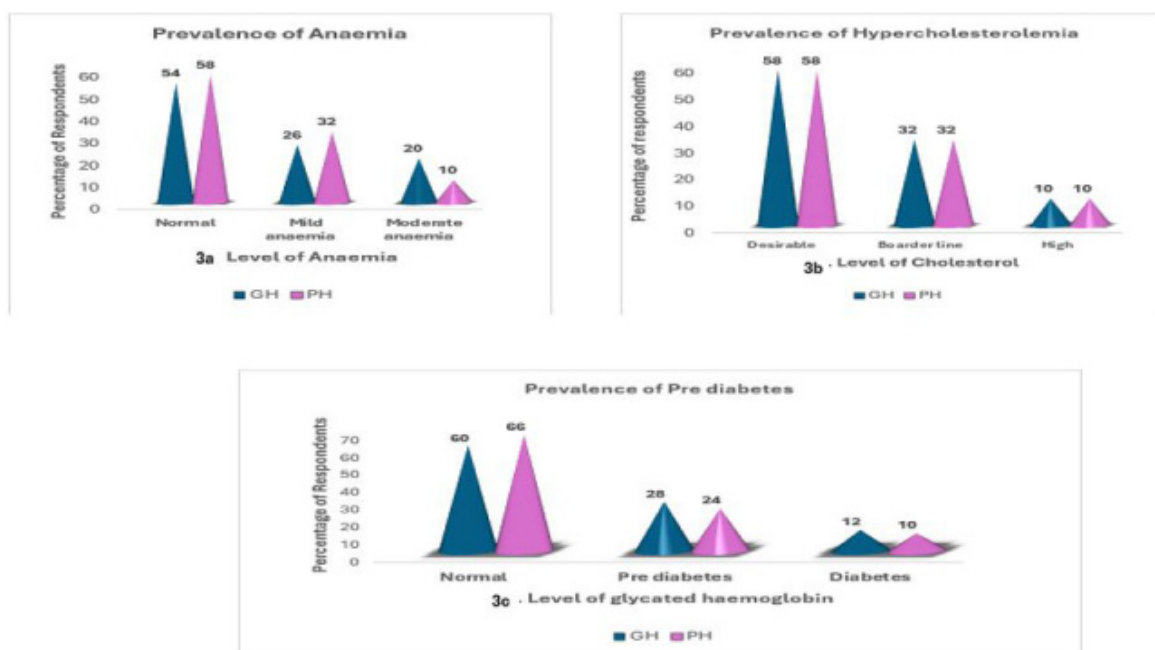 Prevalence of Anaemia
Percentage of Respondents
60
50
40
30
20
10
0
54
58
26
32
20
10
Normal
Mild
anaemia
Moderate
anaemia
3a Level of Anaemia
GH PH
Prevalence of Hypercholesterolemia
Percentage of respondents
60
50
40
30
20
10
0
58
58
32
32
10
10
Desirable
Boarder line
High
3b . Level of Cholesterol
GH PH
Prevalence of Pre diabetes
Percentage of Respondents
70
60
50
40
30
20
10
0
60
66
28
24
12
10
Normal
Pre diabetes
Diabetes
3c . Level of glycated haemoglobin
GH PH